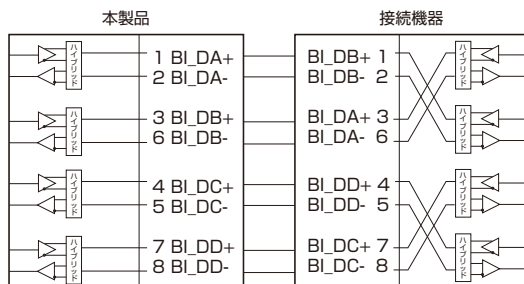 本製品 接続機器
ハイブリッド 1 BI_DA+ BI_DB+ 1 ハイブリッド
2 BI_DA- BI_DB- 2
ハイブリッド 3 BI_DB+ BI_DA+ 3 ハイブリッド
6 BI_DB- BI_DA- 6
ハイブリッド 4 BI_DC+ BI_DD+ 4 ハイブリッド
5 BI_DC- BI_DD- 5
ハイブリッド 7 BI_DD+ BI_DC+ 7 ハイブリッド
8 BI_DD- BI_DC- 8